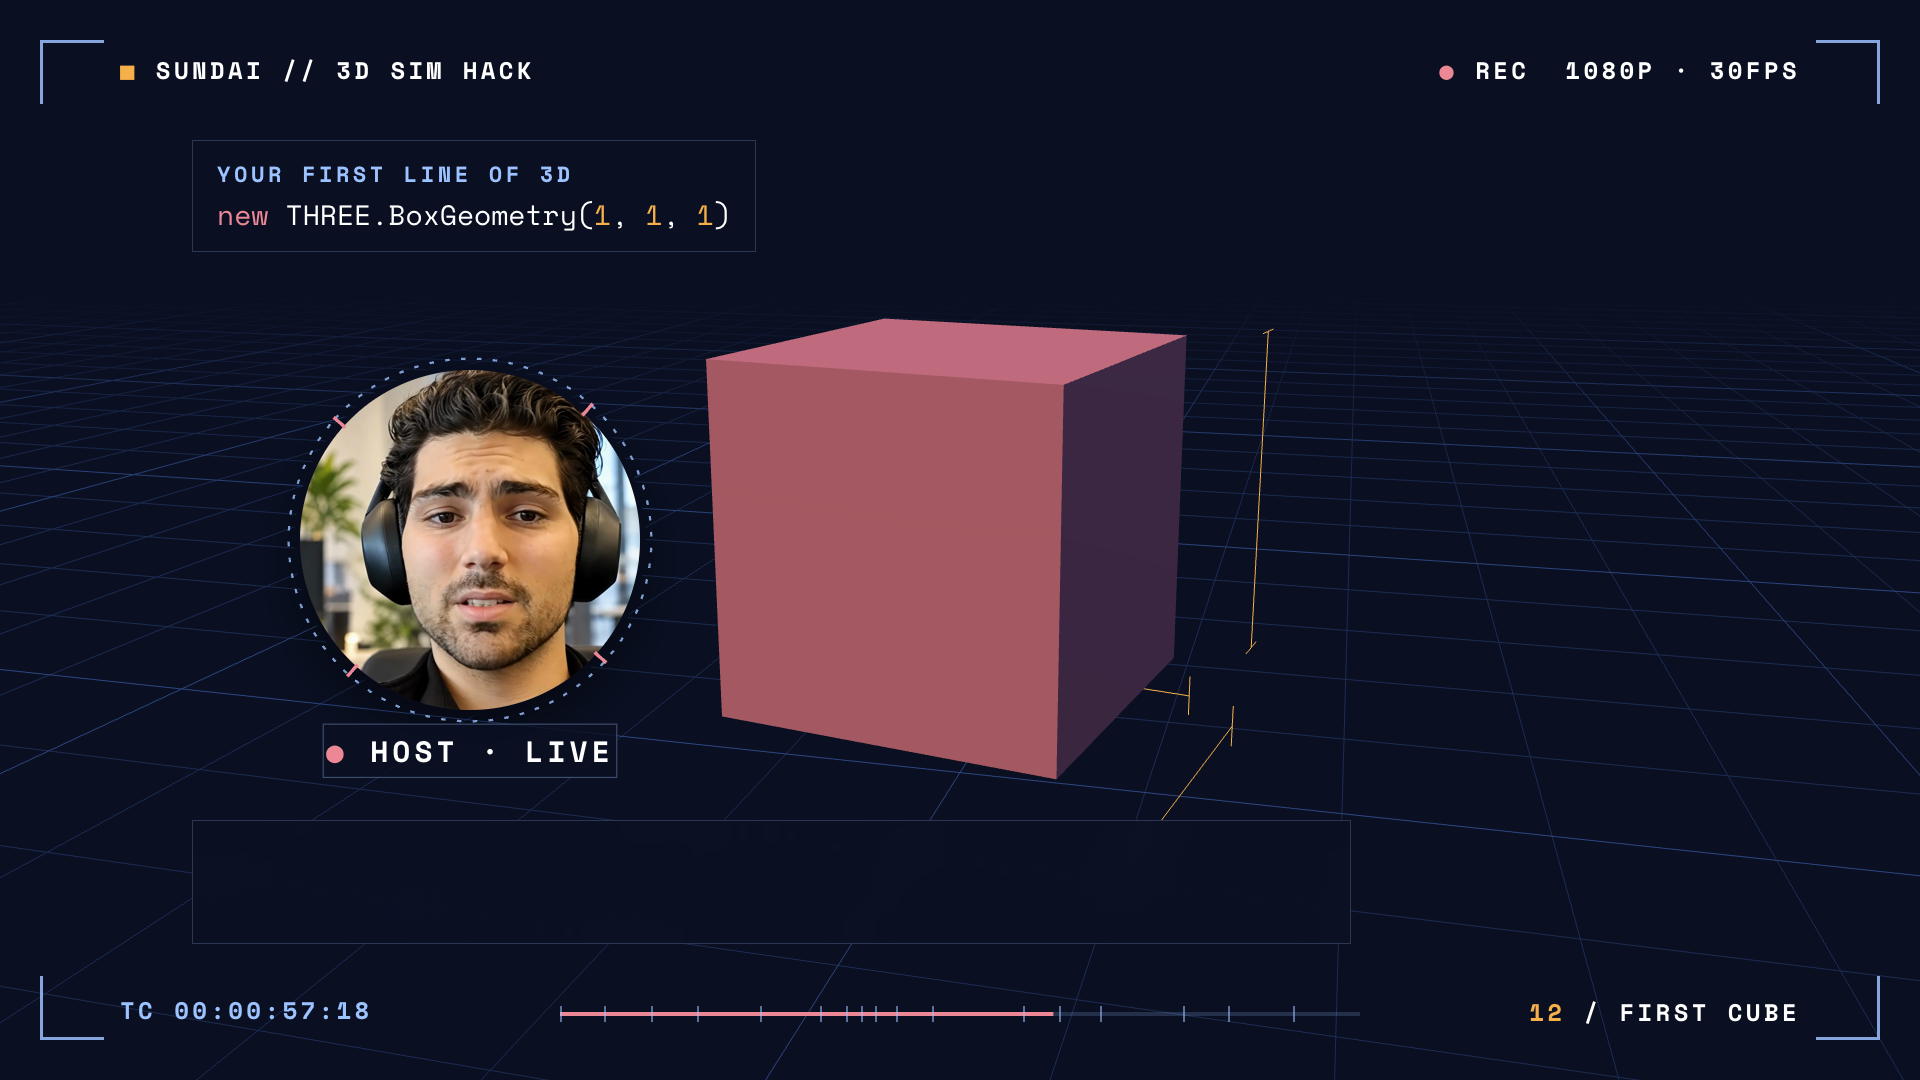 SUNDAI // 3D SIM HACK
REC 1080P · 30FPS
YOUR FIRST LINE OF 3D
new THREE.BoxGeometry(1, 1, 1)
HOST · LIVE
TC 00:00:57:18
12 / FIRST CUBE